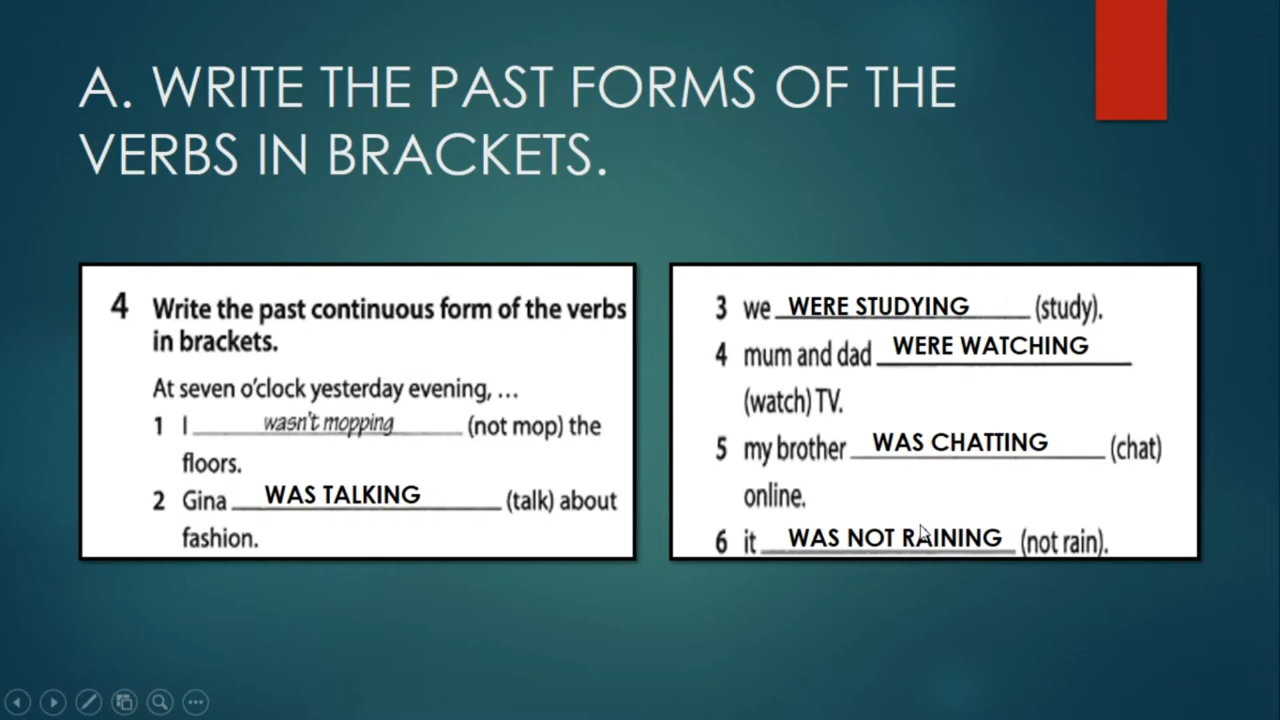 A. WRITE THE PAST FORMS OF THE
VERBS IN BRACKETS.
4 Write the past continuous form of the verbs
in brackets.
At seven o'clock yesterday evening, ...
1 I wasn't mopping (not mop) the
floors.
2 Gina WAS TALKING (talk) about
fashion.
3 we WERE STUDYING (study).
4 mum and dad WERE WATCHING
(watch) TV.
5 my brother WAS CHATTING (chat)
online.
6 it WAS NOT RAINING (not rain).